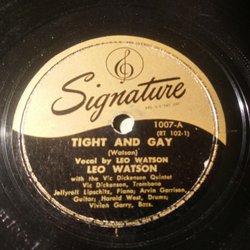 Signature
REG. U.S. PAT. OFF.
1007-A
(RT 102-1)
TIGHT AND GAY
(Watson)
Vocal by LEO WATSON
LEO WATSON
with the Vic Dickenson Quintet
Vic Dickenson, Trombone
Jellyroll Lipschitz, Piano; Arvin Garrison,
Guitar; Harold West, Drums;
Vivien Garry, Bass.